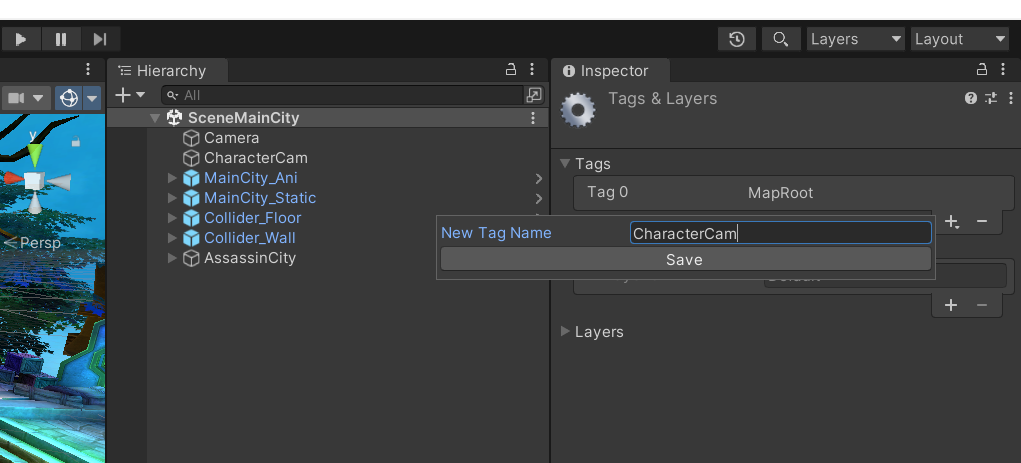 Layers
Layout
Hierarchy
Inspector
All
Tags & Layers
SceneMainCity
Camera
CharacterCam
MainCity_Ani
MainCity_Static
Collider_Floor
Collider_Wall
AssassinCity
y
Persp
Tags
Tag 0 MapRoot
New Tag Name CharacterCam
Save
Layers